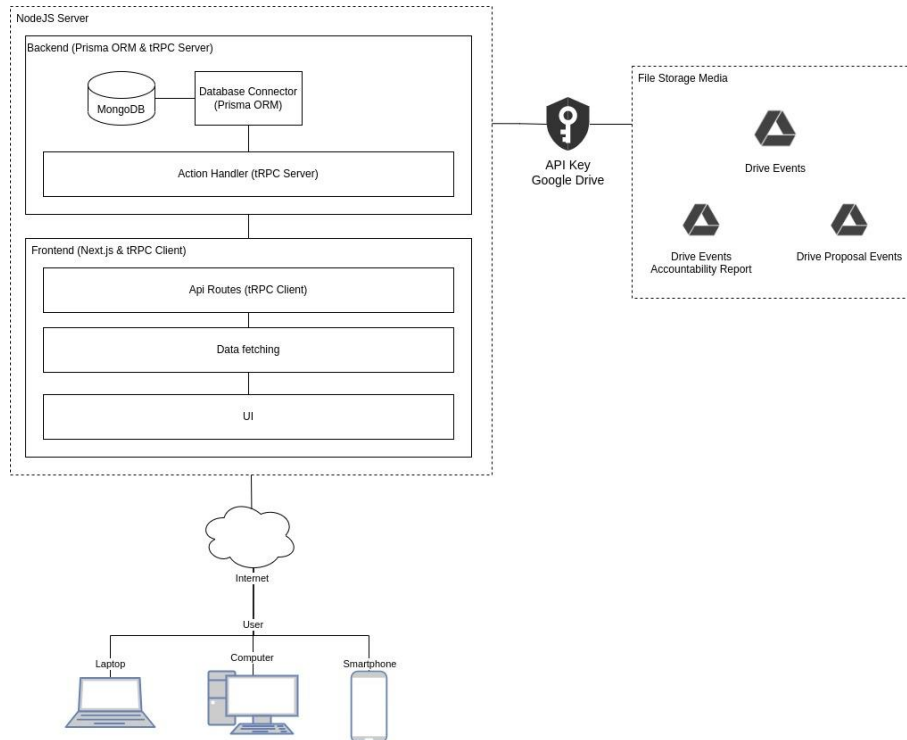 NodeJS Server
Backend (Prisma ORM & tRPC Server)
MongoDB
Database Connector
(Prisma ORM)
Action Handler (tRPC Server)
Frontend (Next.js & tRPC Client)
Api Routes (tRPC Client)
Data fetching
UI
API Key
Google Drive
File Storage Media
Drive Events
Drive Events
Accountability Report
Drive Proposal Events
Internet
User
Laptop
Computer
Smartphone